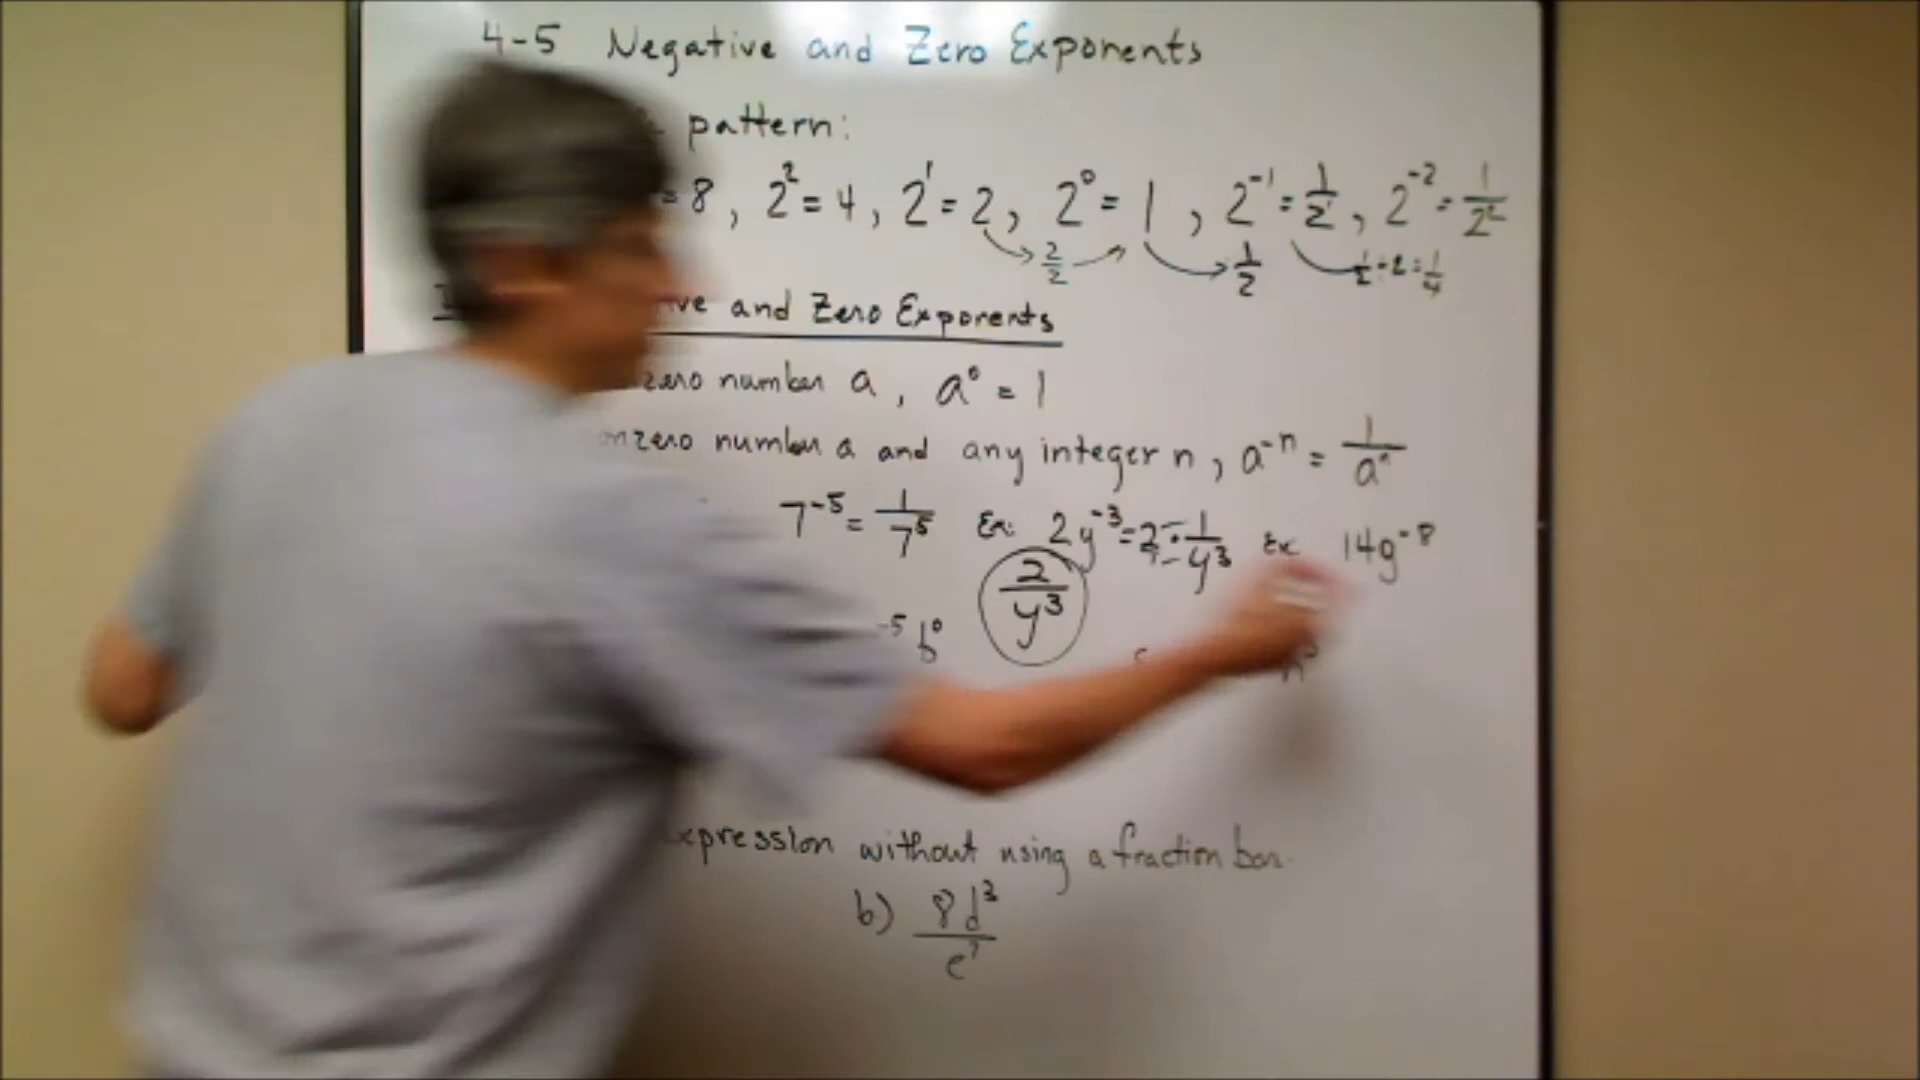 4-5 Negative and Zero Exponents
pattern:
=8, 2²=4, 2¹=2, 2⁰=1, 2⁻¹=1/2¹, 2⁻²=1/2²
2/2 1/2 1/2÷2=1/4
ve and Zero Exponents
zero number a, a⁰=1
nzero number a and any integer n, a⁻ⁿ=1/aⁿ
7⁻⁵=1/7⁵ Ex: 2y⁻³=2·1/y³ Ex 14g⁻⁸
2/y³
⁻⁵b⁰
xpression without using a fraction bar.
b) 8d³/c⁷